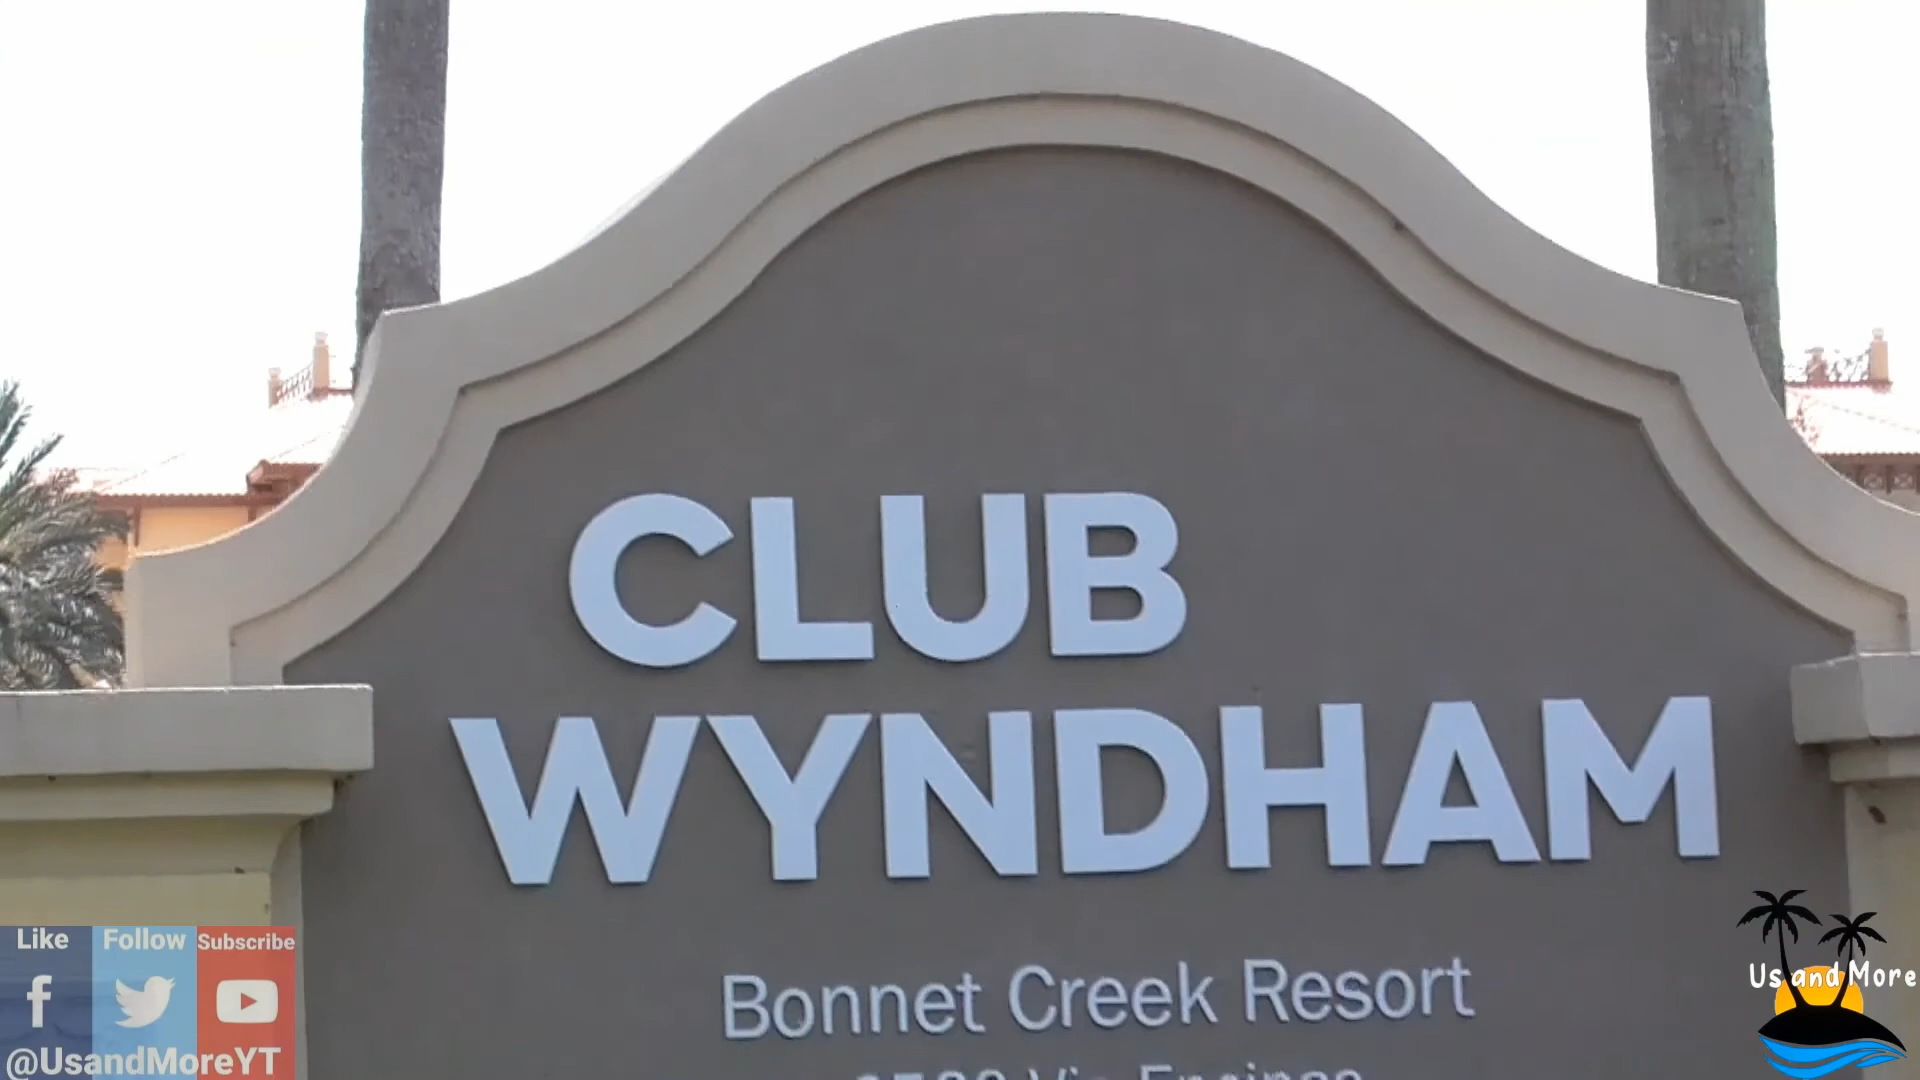 CLUB
WYNDHAM
Bonnet Creek Resort
Like Follow Subscribe
@UsandMoreYT
Us and More